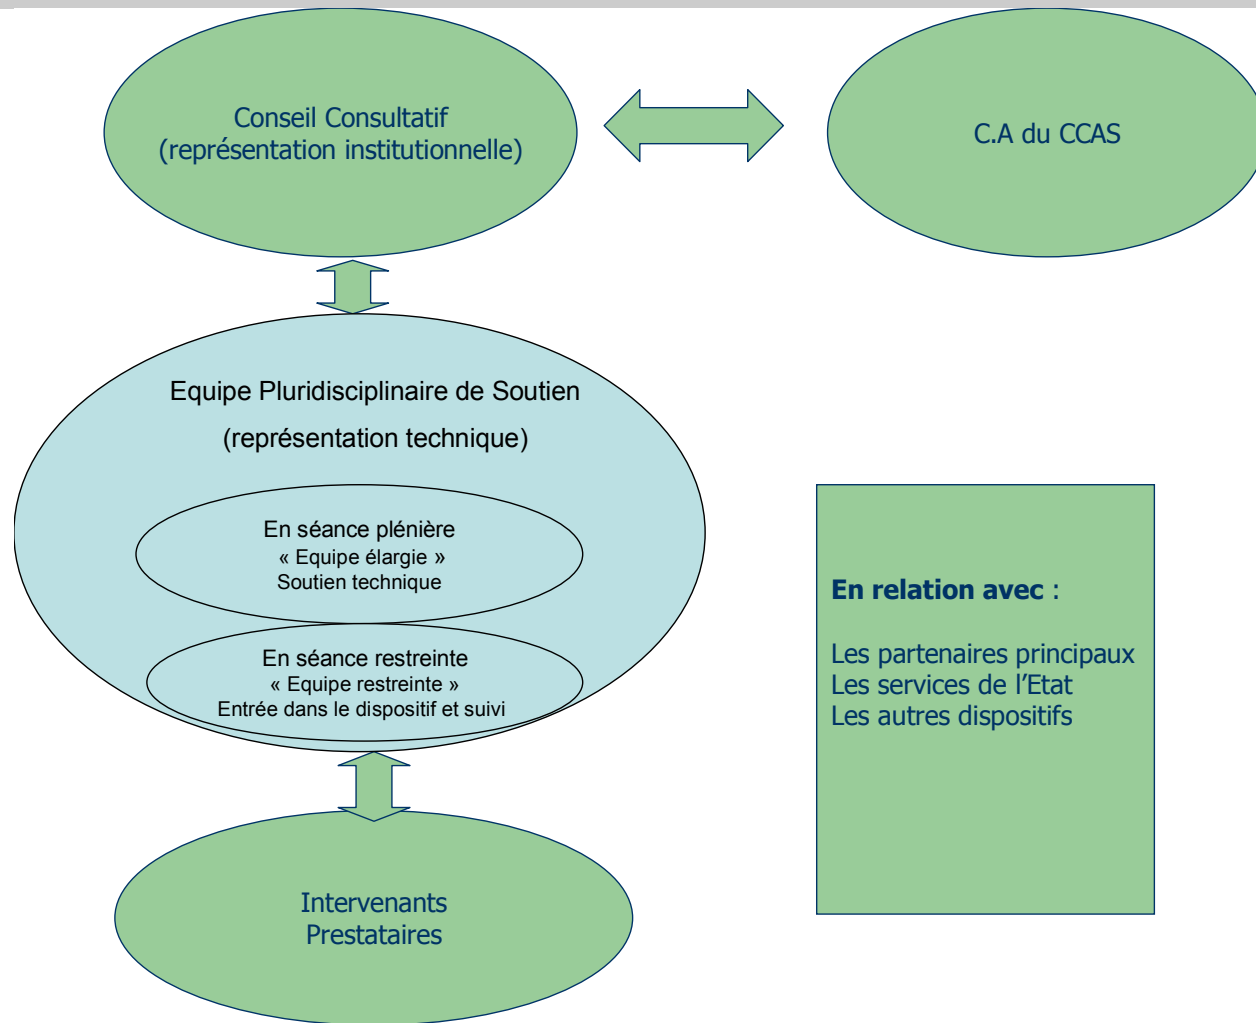 Conseil Consultatif
(représentation institutionnelle)
C.A du CCAS
Equipe Pluridisciplinaire de Soutien
(représentation technique)
En séance plénière
« Equipe élargie »
Soutien technique
En séance restreinte
« Equipe restreinte »
Entrée dans le dispositif et suivi
En relation avec :
Les partenaires principaux
Les services de l’Etat
Les autres dispositifs
Intervenants
Prestataires